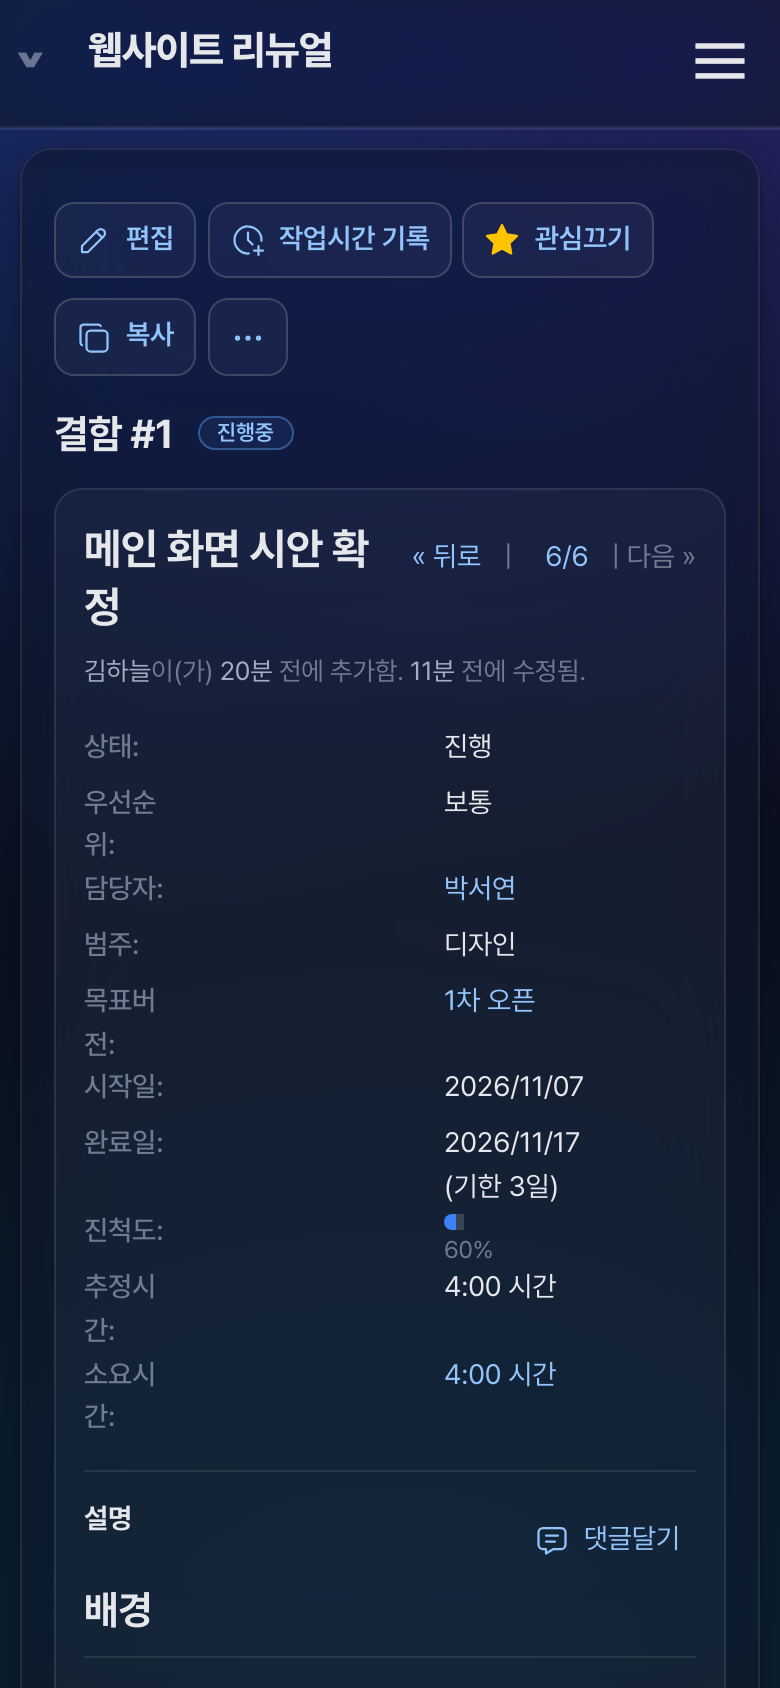 웹사이트 리뉴얼
편집
작업시간 기록
관심끄기
복사
...
결함 #1 진행중
메인 화면 시안 확
정
« 뒤로 | 6/6 | 다음 »
김하늘이(가) 20분 전에 추가함. 11분 전에 수정됨.
상태: 진행
우선순
위:
보통
담당자: 박서연
범주: 디자인
목표버
전:
1차 오픈
시작일: 2026/11/07
완료일: 2026/11/17
(기한 3일)
진척도:
60%
추정시
간:
4:00 시간
소요시
간:
4:00 시간
설명
댓글달기
배경